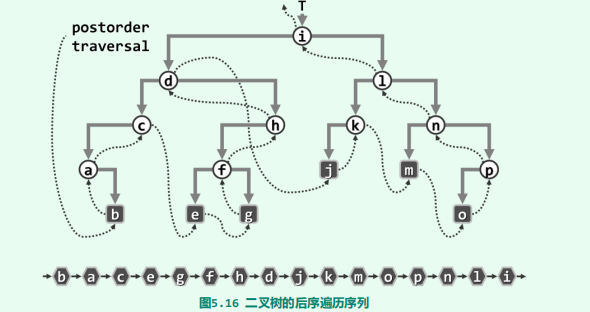 T
postorder
traversal
i
d l
c h k n
a f j m p
b e g o
b a c e g f h d j k m o p n l i
图5.16 二叉树的后序遍历序列